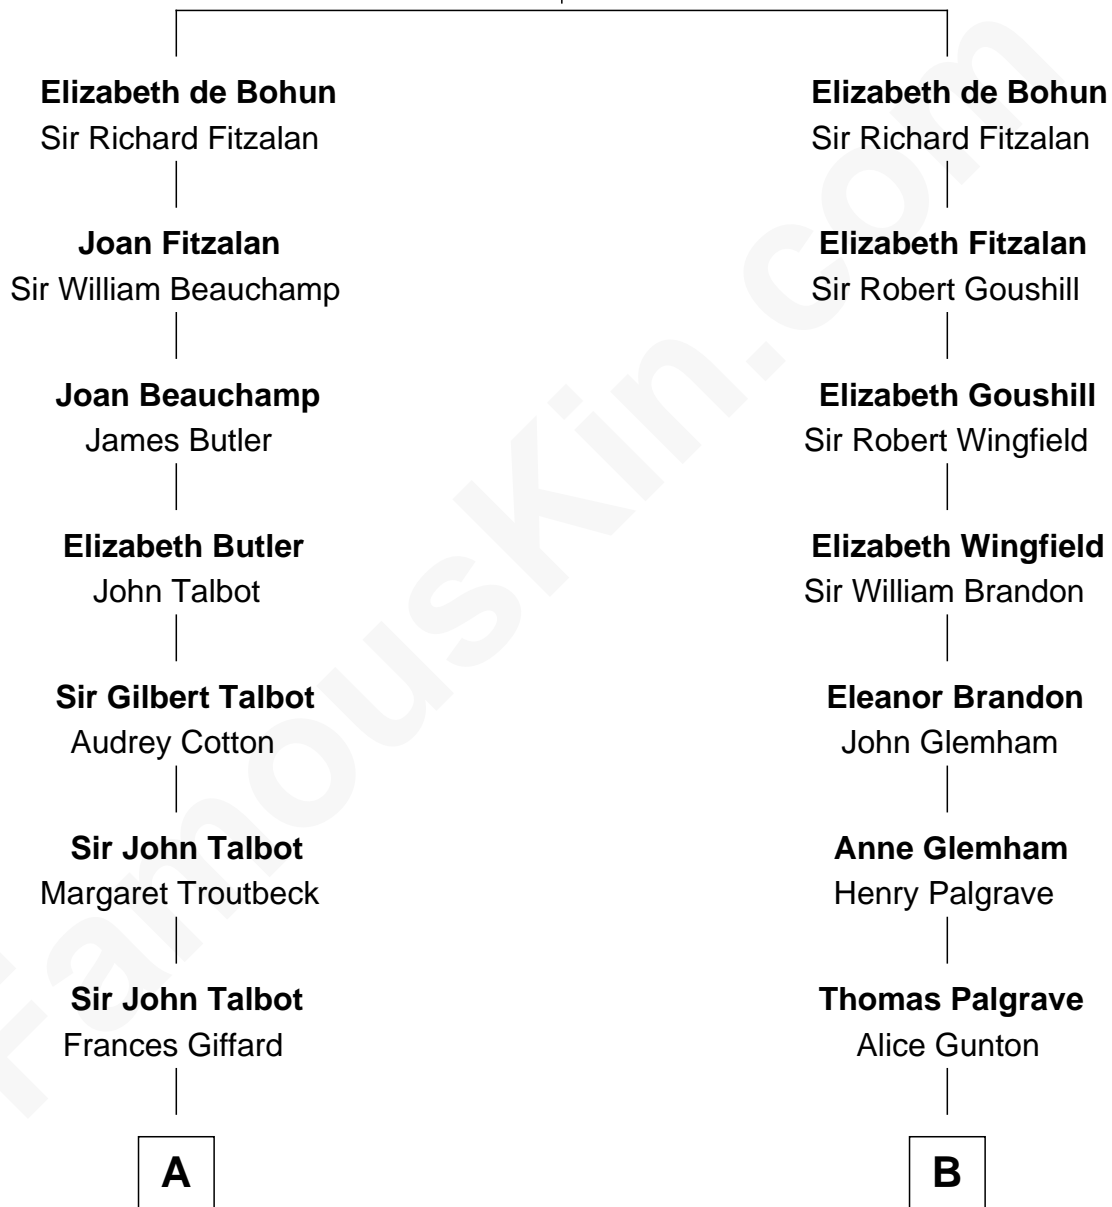 Elizabeth de Bohun
Sir Richard Fitzalan
Joan Fitzalan
Sir William Beauchamp
Joan Beauchamp
James Butler
Elizabeth Butler
John Talbot
Sir Gilbert Talbot
Audrey Cotton
Sir John Talbot
Margaret Troutbeck
Sir John Talbot
Frances Giffard
A
Elizabeth de Bohun
Sir Richard Fitzalan
Elizabeth Fitzalan
Sir Robert Goushill
Elizabeth Goushill
Sir Robert Wingfield
Elizabeth Wingfield
Sir William Brandon
Eleanor Brandon
John Glemham
Anne Glemham
Henry Palgrave
Thomas Palgrave
Alice Gunton
B
FamousKin.com